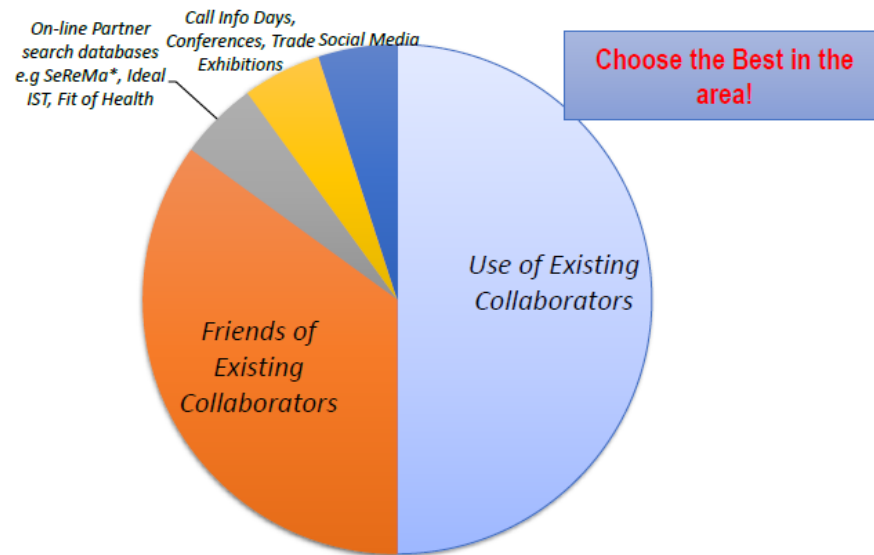 On-line Partner
search databases
e.g SeReMa*, Ideal
IST, Fit of Health
Call Info Days,
Conferences, Trade
Exhibitions
Social Media
Choose the Best in the
area!
Use of Existing
Collaborators
Friends of
Existing
Collaborators